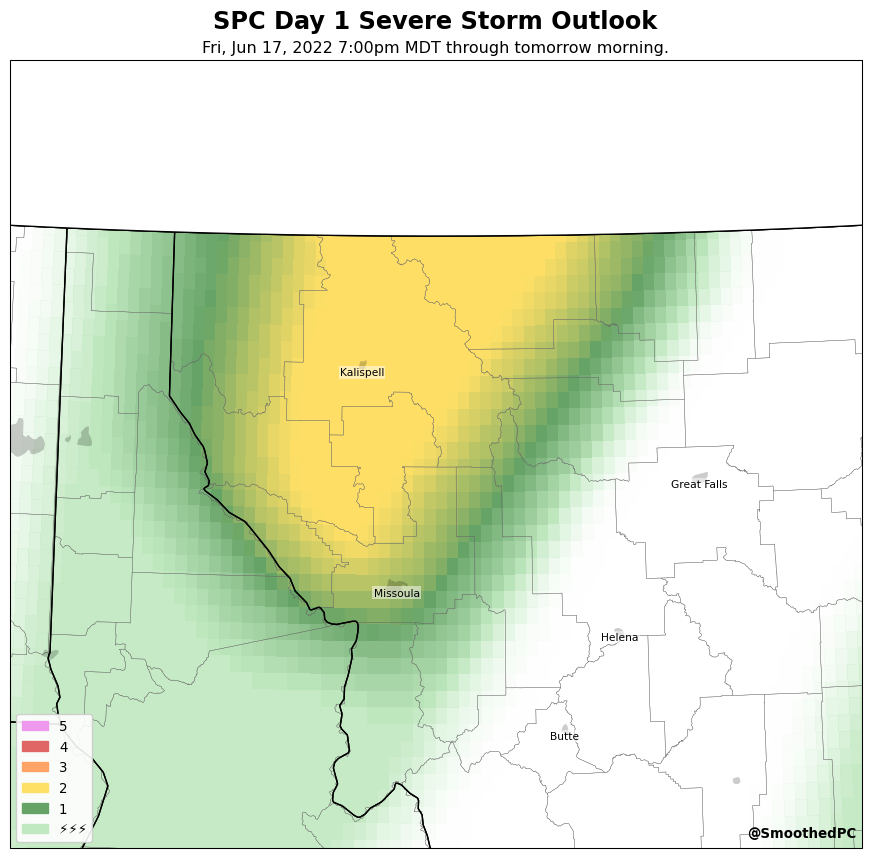 SPC Day 1 Severe Storm Outlook
Fri, Jun 17, 2022 7:00pm MDT through tomorrow morning.
Kalispell
Great Falls
Missoula
Helena
Butte
5
4
3
2
1
⚡⚡⚡
@SmoothedPC